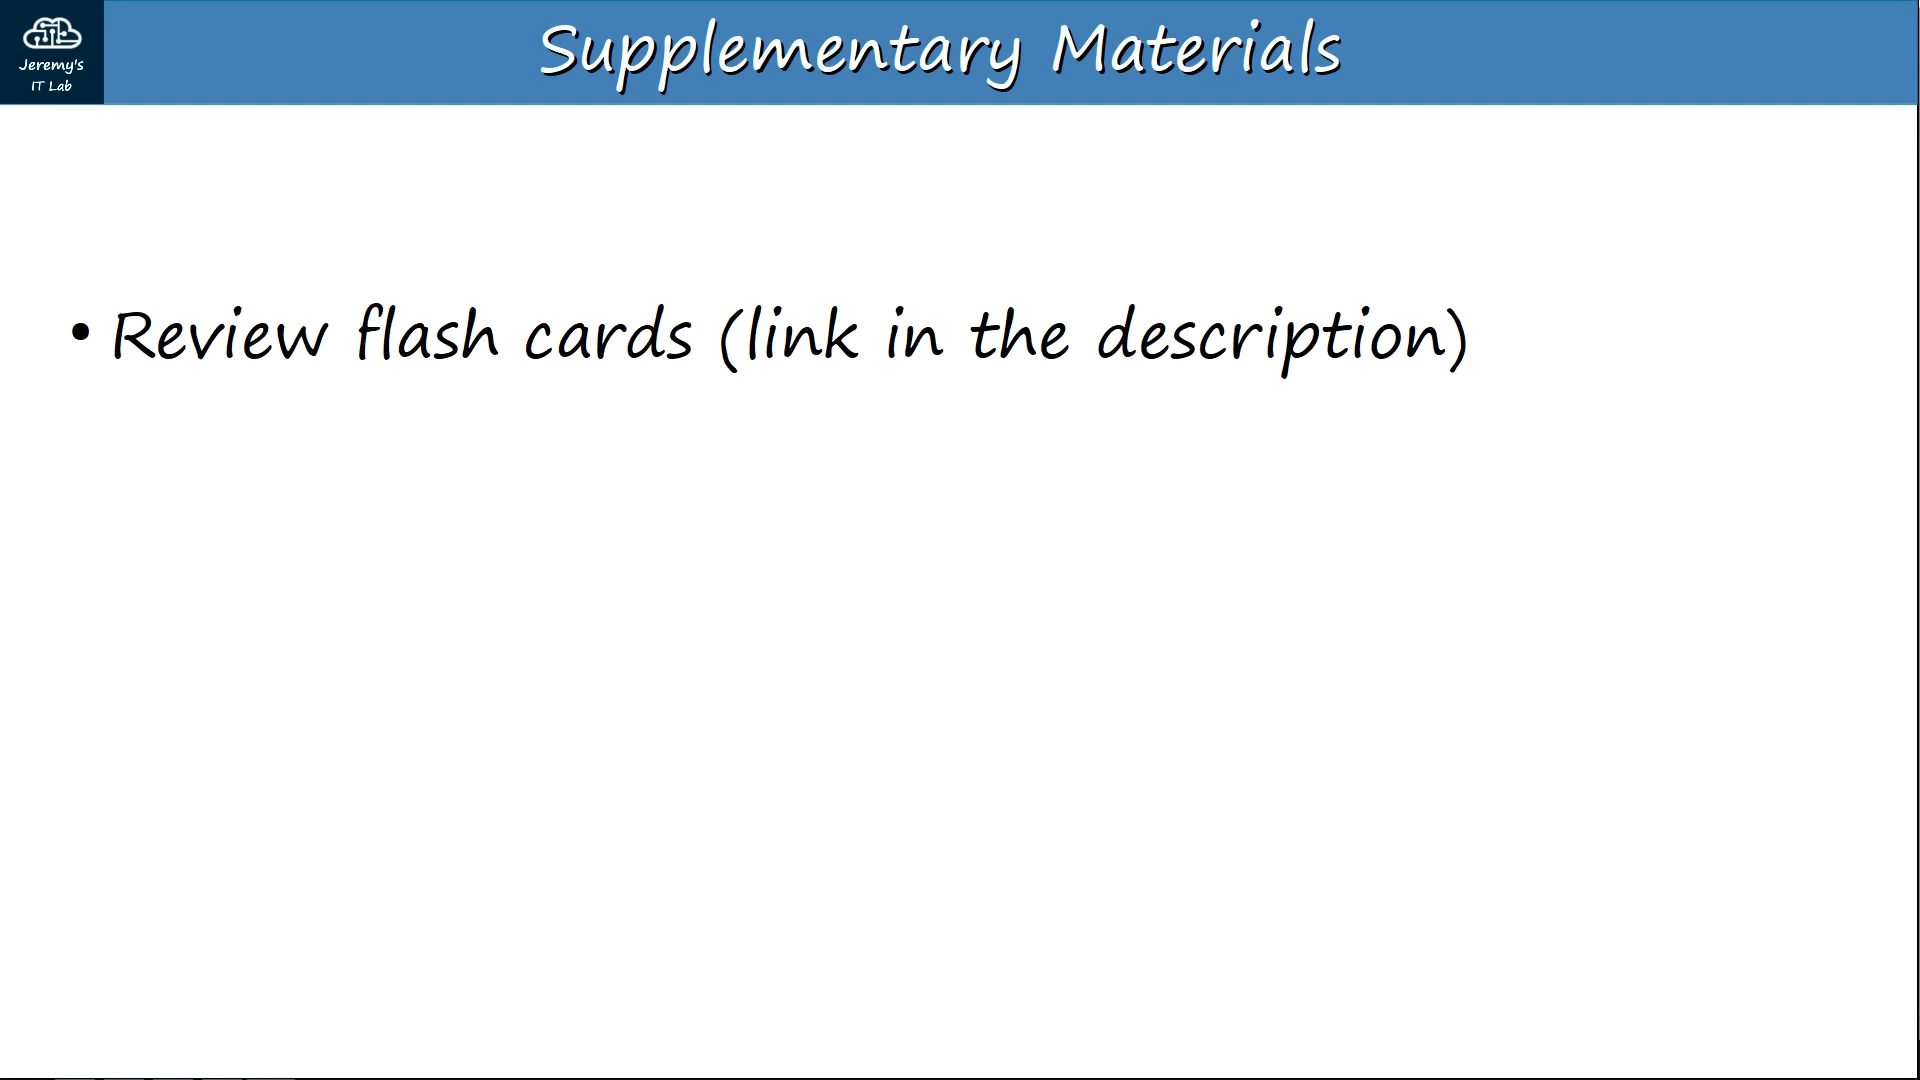 Jeremy's
IT Lab
Supplementary Materials
• Review flash cards (link in the description)